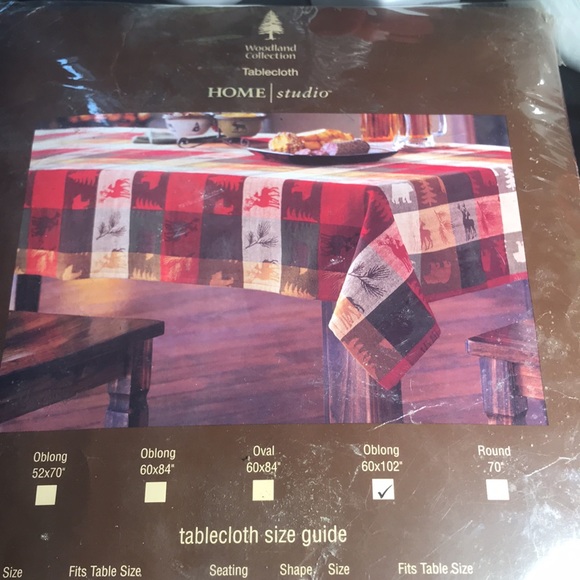 Woodland
Collection
Tablecloth
HOME | studio
Oblong
52x70"
Oblong
60x84"
Oval
60x84"
Oblong
60x102"
Round
70"
tablecloth size guide
Size Fits Table Size Seating Shape Size Fits Table Size